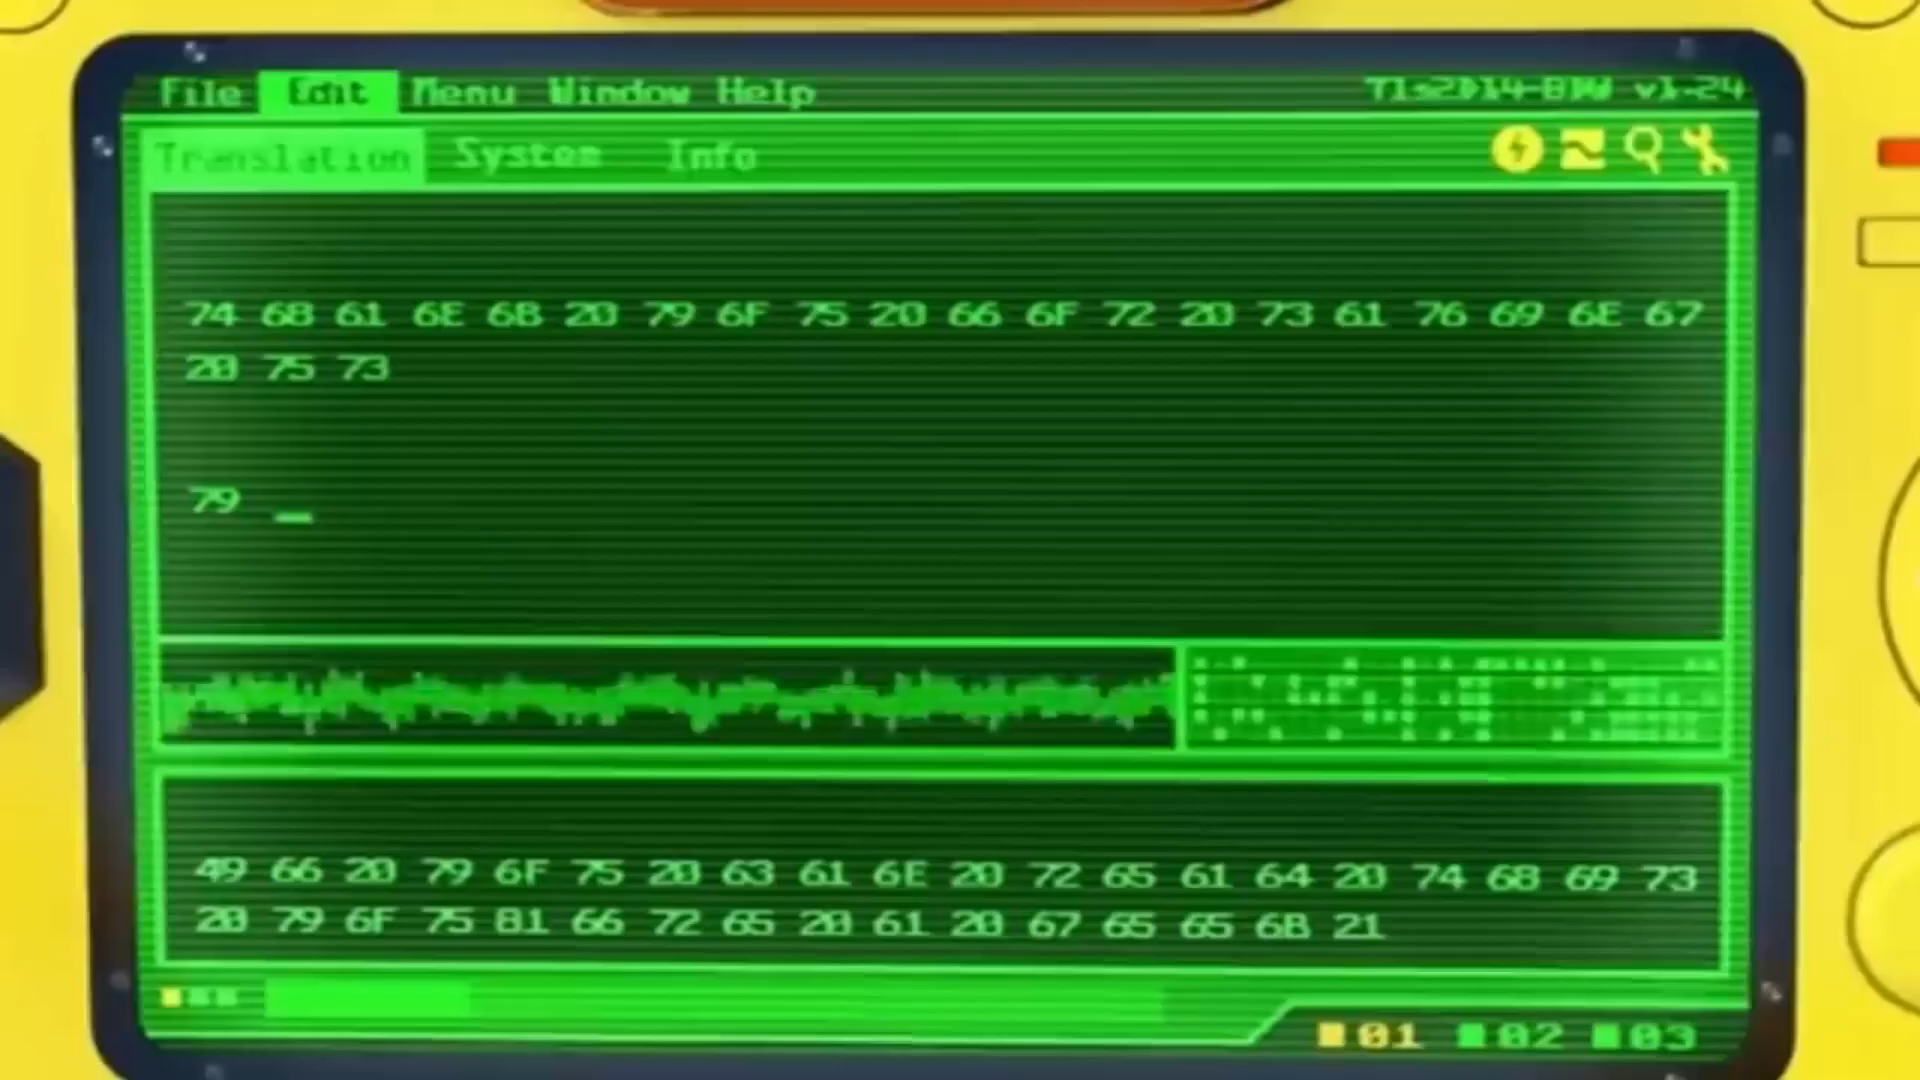 File Edit Menu Window Help
Translation System Info
74 68 61 6E 6B 20 79 6F 75 20 66 6F 72 20 73 61 76 69 6E 67
20 75 73
79 _
49 66 20 79 6F 75 20 63 61 6E 20 72 65 61 64 20 74 68 69 73
20 79 6F 75 81 66 72 65 20 61 20 67 65 65 6B 21
01 02 03